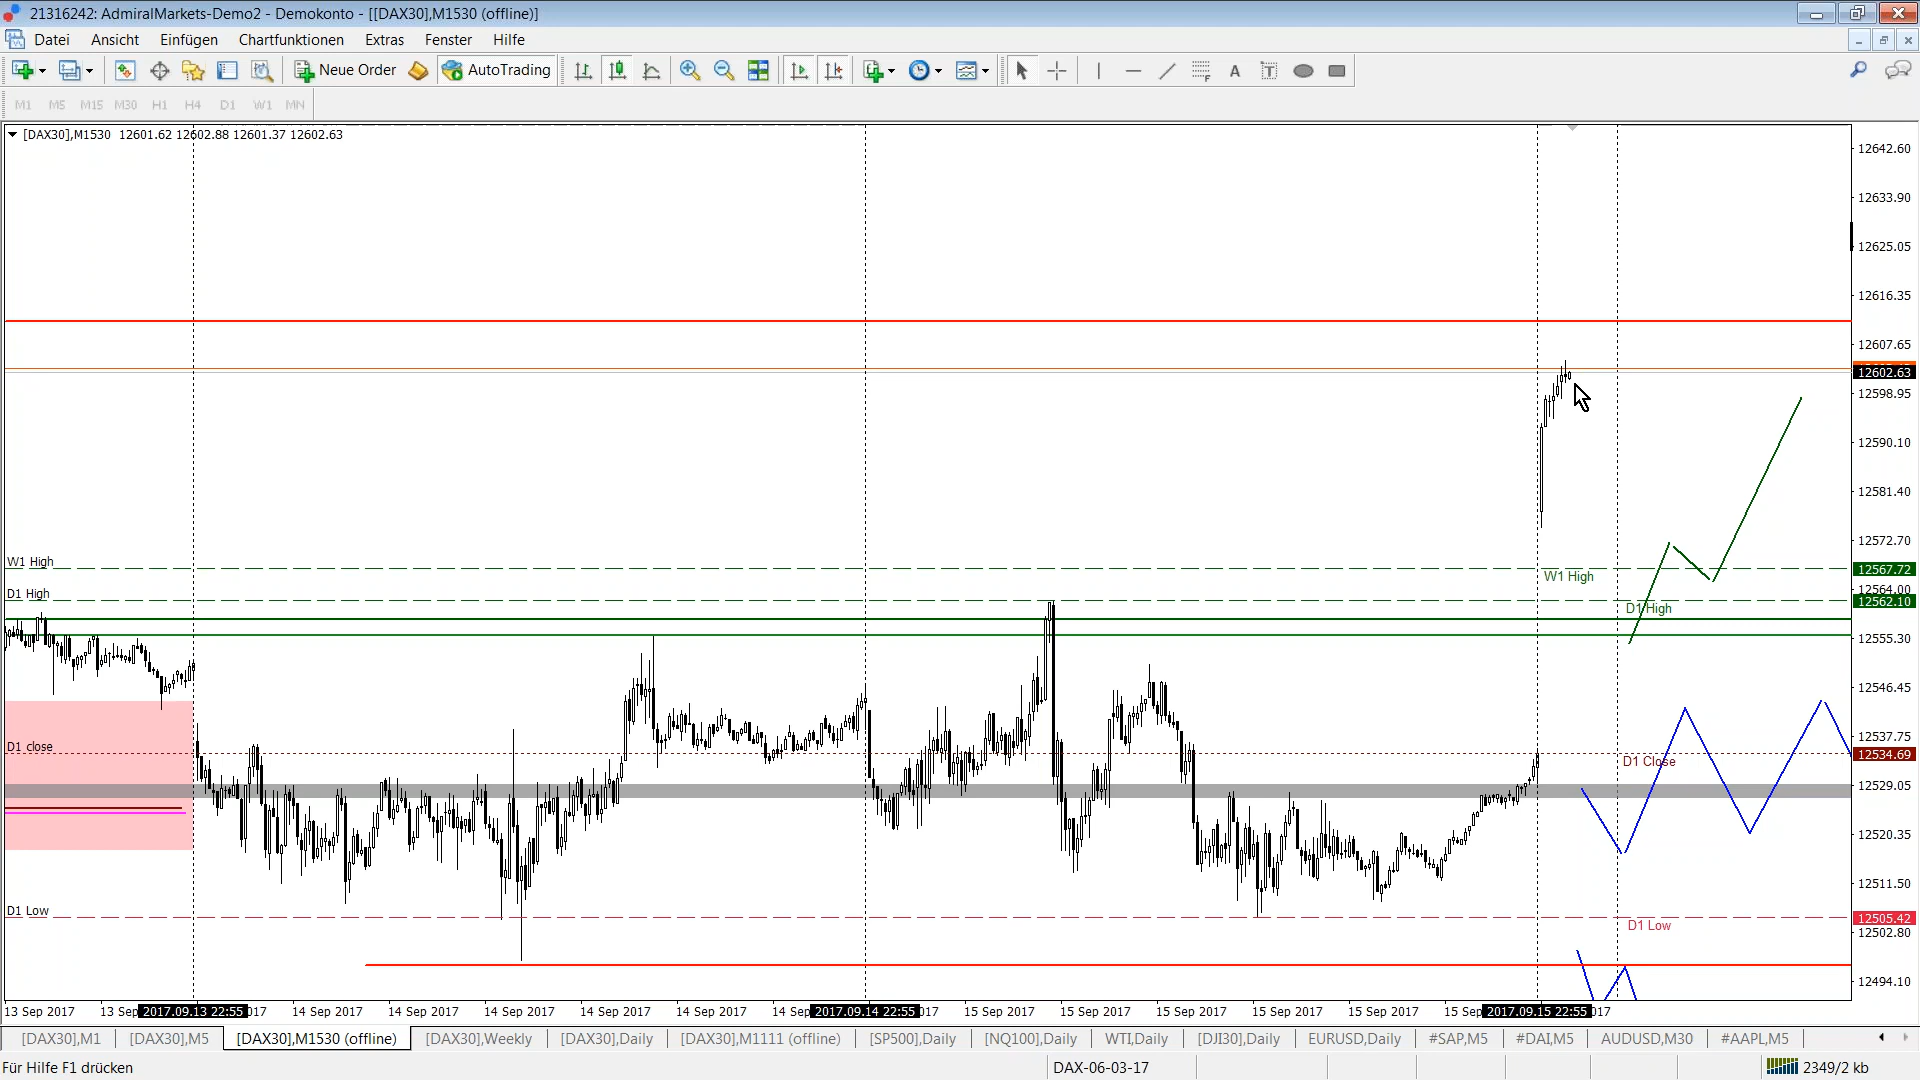 21316242: AdmiralMarkets-Demo2 - Demokonto - [[DAX30],M1530 (offline)]
Datei Ansicht Einfügen Chartfunktionen Extras Fenster Hilfe
Neue Order AutoTrading
M1 M5 M15 M30 H1 H4 D1 W1 MN
[DAX30],M1530 12601.62 12602.88 12601.37 12602.63
12642.60
12633.90
12625.05
12616.35
12607.65
12602.63
12598.95
12590.10
12581.40
12572.70
W1 High
12567.72
W1 High
D1 High
12564.00
12562.10
D1 High
12555.30
12546.45
12537.75
D1 close
12534.69
D1 Close
12529.05
12520.35
12511.50
D1 Low
12505.42
D1 Low
12502.80
12494.10
13 Sep 2017 13 Sep 2017.09.13 22:55 017 14 Sep 2017 14 Sep 2017 14 Sep 2017 14 Sep 2017 14 Sep 2017 14 Sep 2017.09.14 22:55 017 15 Sep 2017 15 Sep 2017 15 Sep 2017 15 Sep 2017 15 Sep 2017 15 Sep 2017.09.15 22:55 017
[DAX30],M1 [DAX30],M5 [DAX30],M1530 (offline) [DAX30],Weekly [DAX30],Daily [DAX30],M1111 (offline) [SP500],Daily [NQ100],Daily WTI,Daily [DJI30],Daily EURUSD,Daily #SAP,M5 #DAI,M5 AUDUSD,M30 #AAPL,M5
Für Hilfe F1 drücken DAX-06-03-17 2349/2 kb